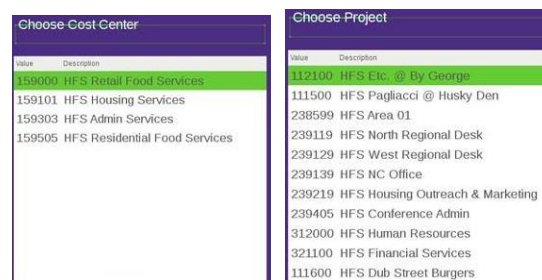 Choose Cost Center
Value Description
159000 HFS Retail Food Services
159101 HFS Housing Services
159303 HFS Admin Services
159505 HFS Residential Food Services
Choose Project
Value Description
112100 HFS Etc. @ By George
111500 HFS Pagliacci @ Husky Den
238599 HFS Area 01
239119 HFS North Regional Desk
239129 HFS West Regional Desk
239139 HFS NC Office
239219 HFS Housing Outreach & Marketing
239405 HFS Conference Admin
312000 HFS Human Resources
321100 HFS Financial Services
111600 HFS Dub Street Burgers